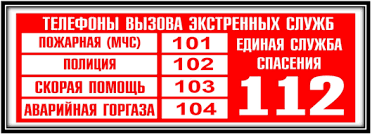 ТЕЛЕФОНЫ ВЫЗОВА ЭКСТРЕННЫХ СЛУЖБ
ПОЖАРНАЯ (МЧС) 101
ПОЛИЦИЯ 102
СКОРАЯ ПОМОЩЬ 103
АВАРИЙНАЯ ГОРГАЗА 104
ЕДИНАЯ СЛУЖБА
СПАСЕНИЯ
112